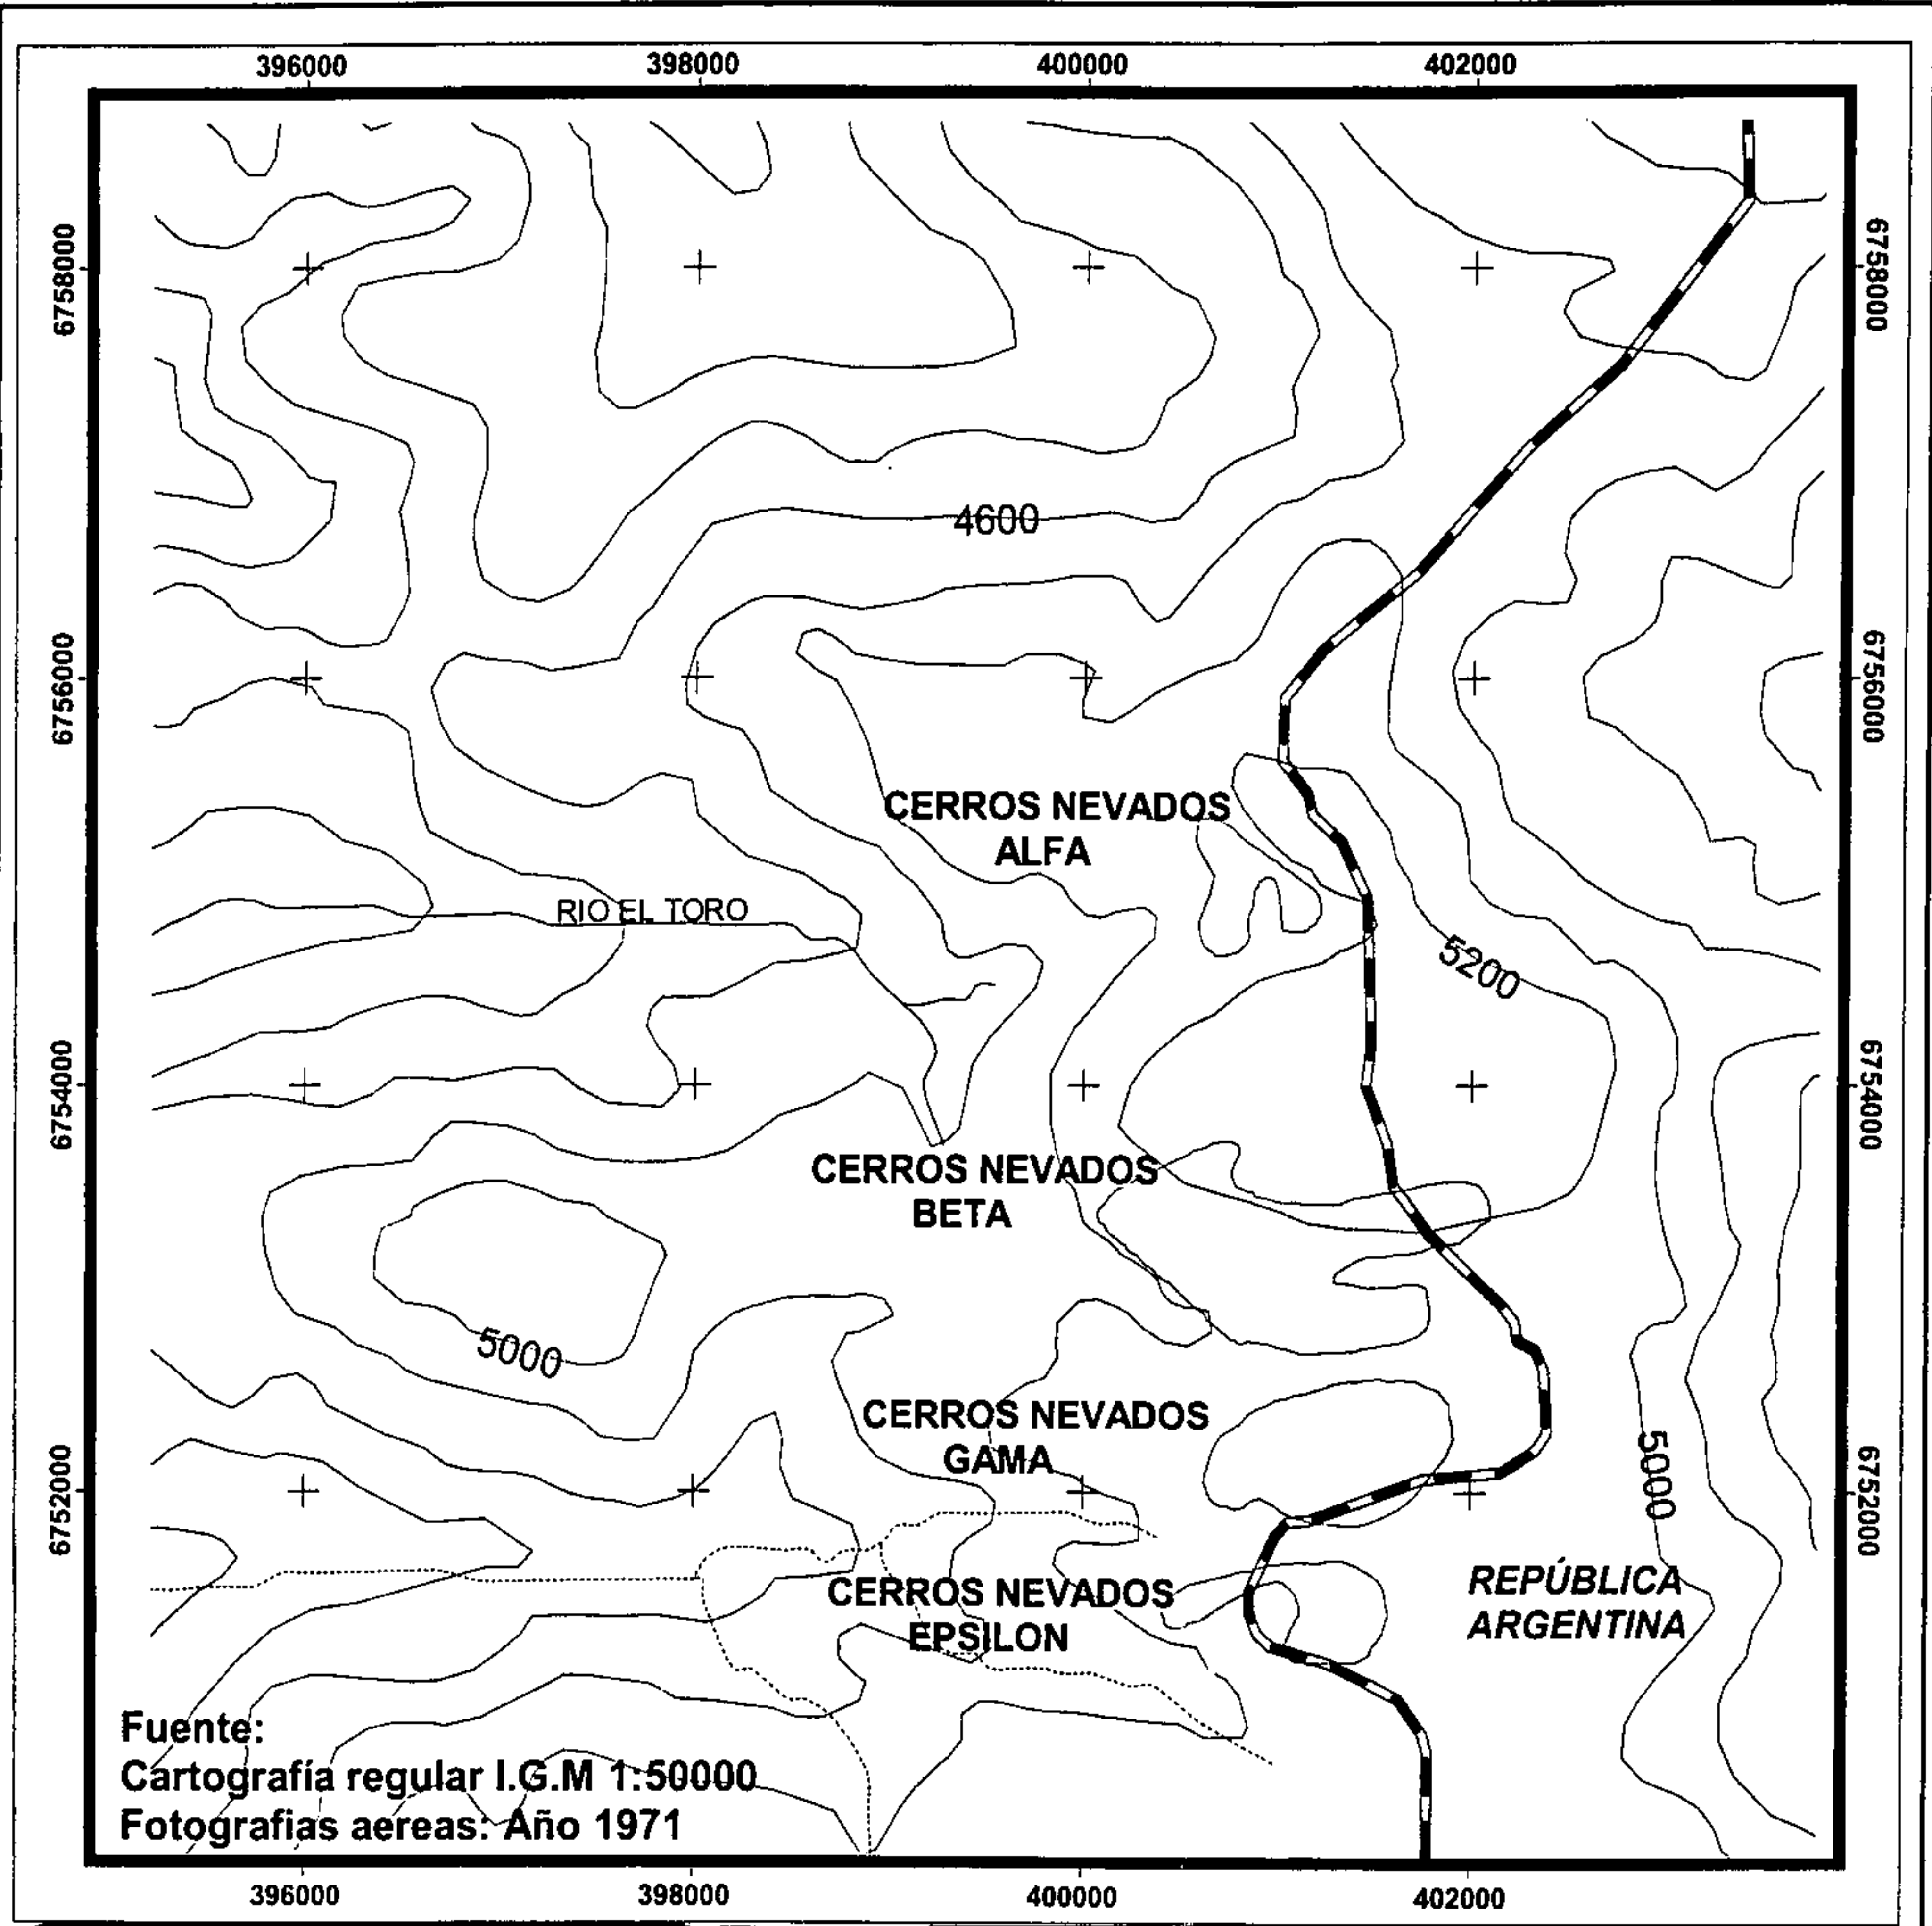 396000 398000 400000 402000
6758000
6758000
4600
6756000
6756000
CERROS NEVADOS
ALFA
RIO EL TORO
5200
6754000
6754000
CERROS NEVADOS
BETA
5000
CERROS NEVADOS
GAMA
5000
6752000
6752000
CERROS NEVADOS
EPSILON
REPÚBLICA
ARGENTINA
Fuente:
Cartografía regular I.G.M 1:50000
Fotografias aereas: Año 1971
396000 398000 400000 402000